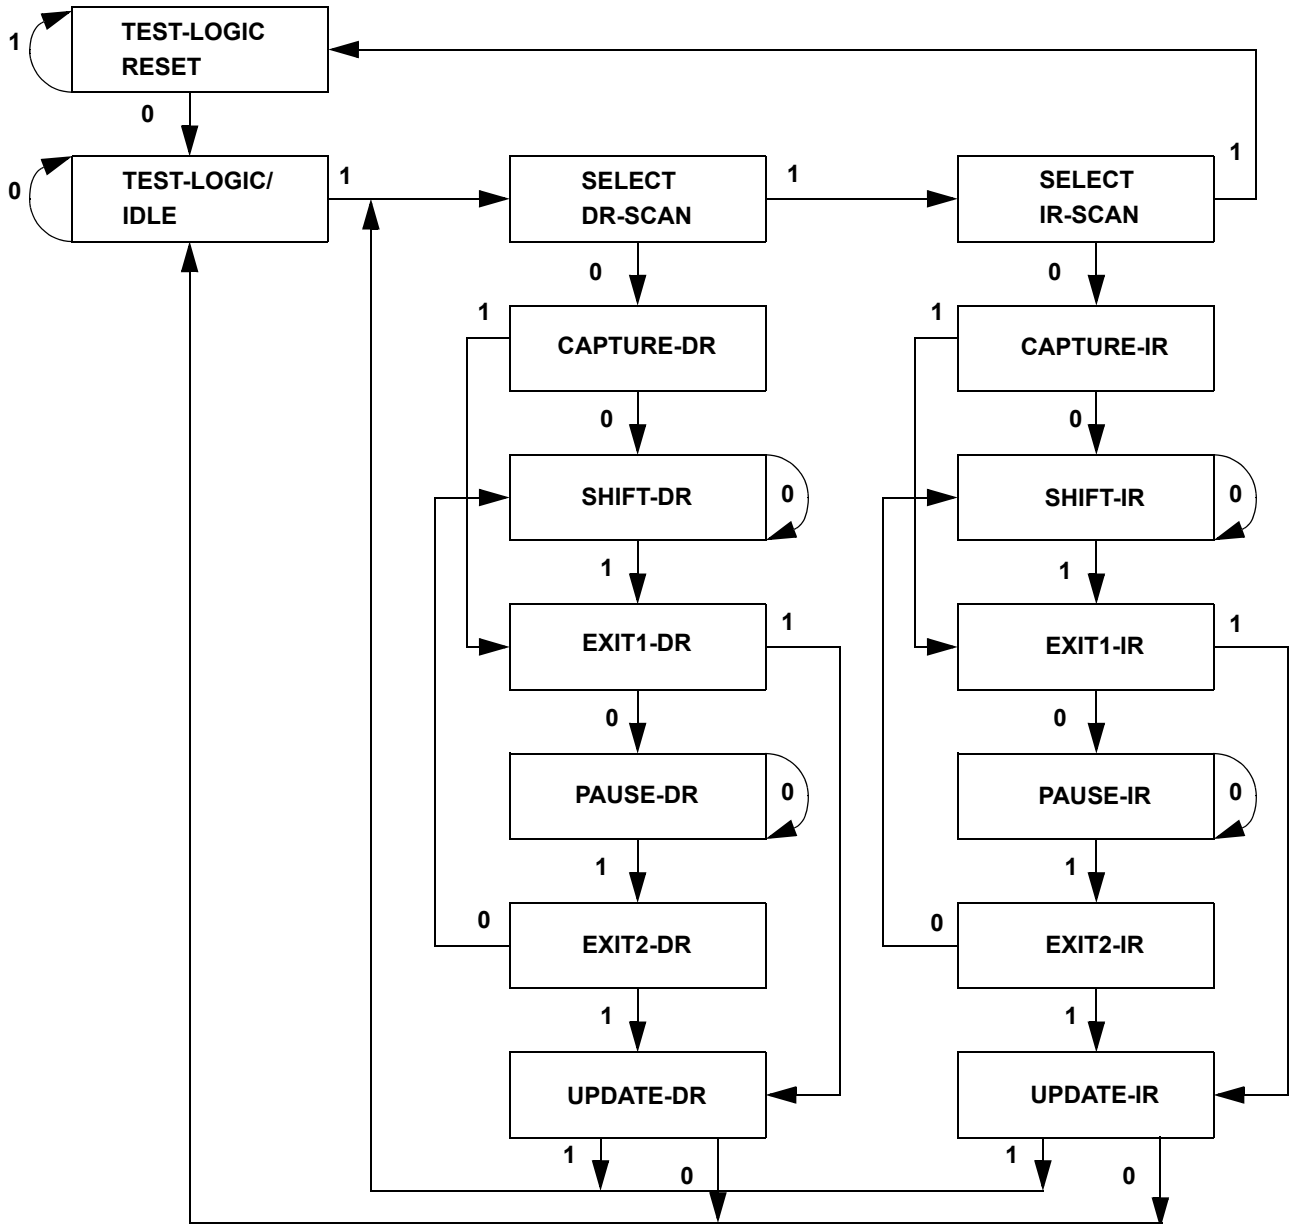 TEST-LOGIC
RESET
1
0
TEST-LOGIC/
IDLE
0
1
SELECT
DR-SCAN
1
SELECT
IR-SCAN
1
0
0
1
CAPTURE-DR
1
CAPTURE-IR
0
0
SHIFT-DR
0
SHIFT-IR
0
1
1
EXIT1-DR
1
EXIT1-IR
1
0
0
PAUSE-DR
0
PAUSE-IR
0
1
1
0
EXIT2-DR
0
EXIT2-IR
1
1
UPDATE-DR
UPDATE-IR
1
0
1
0